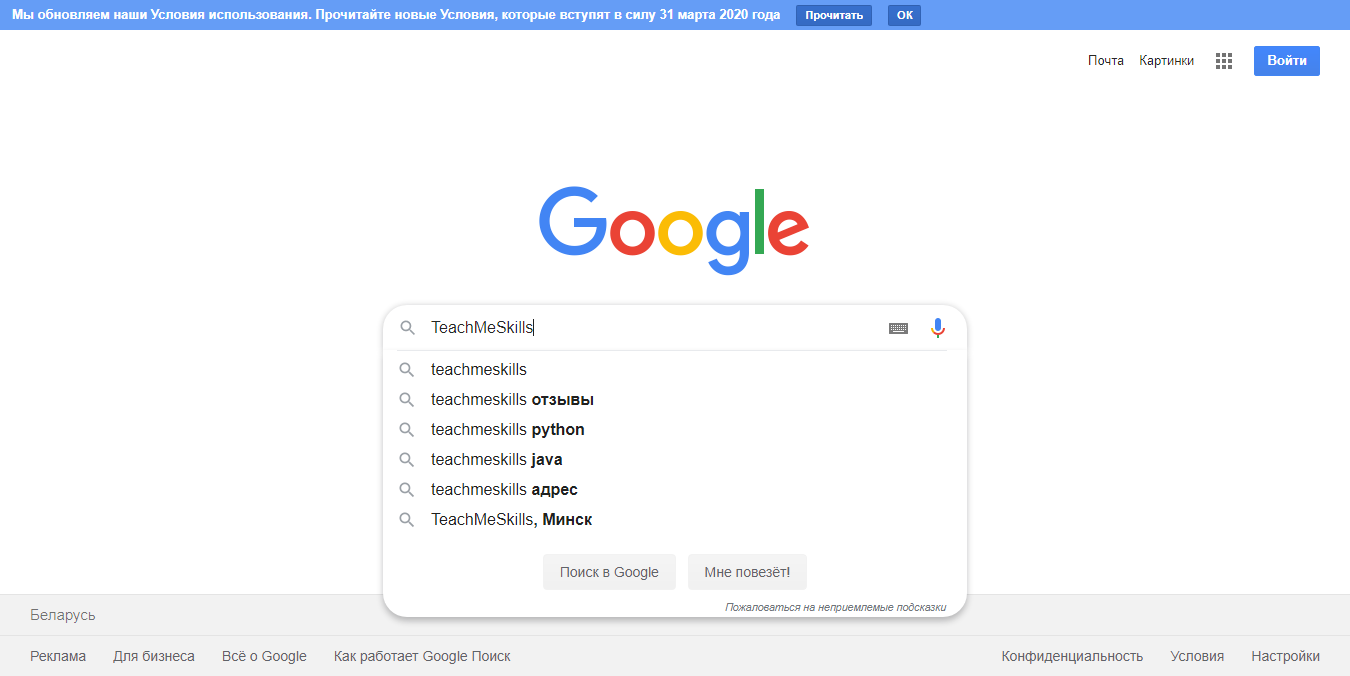 Мы обновляем наши Условия использования. Прочитайте новые Условия, которые вступят в силу 31 марта 2020 года Прочитать ОК
Почта Картинки Войти
Google
TeachMeSkills
teachmeskills
teachmeskills отзывы
teachmeskills python
teachmeskills java
teachmeskills адрес
TeachMeSkills, Минск
Поиск в Google Мне повезёт!
Пожаловаться на неприемлемые подсказки
Беларусь
Реклама Для бизнеса Всё о Google Как работает Google Поиск Конфиденциальность Условия Настройки